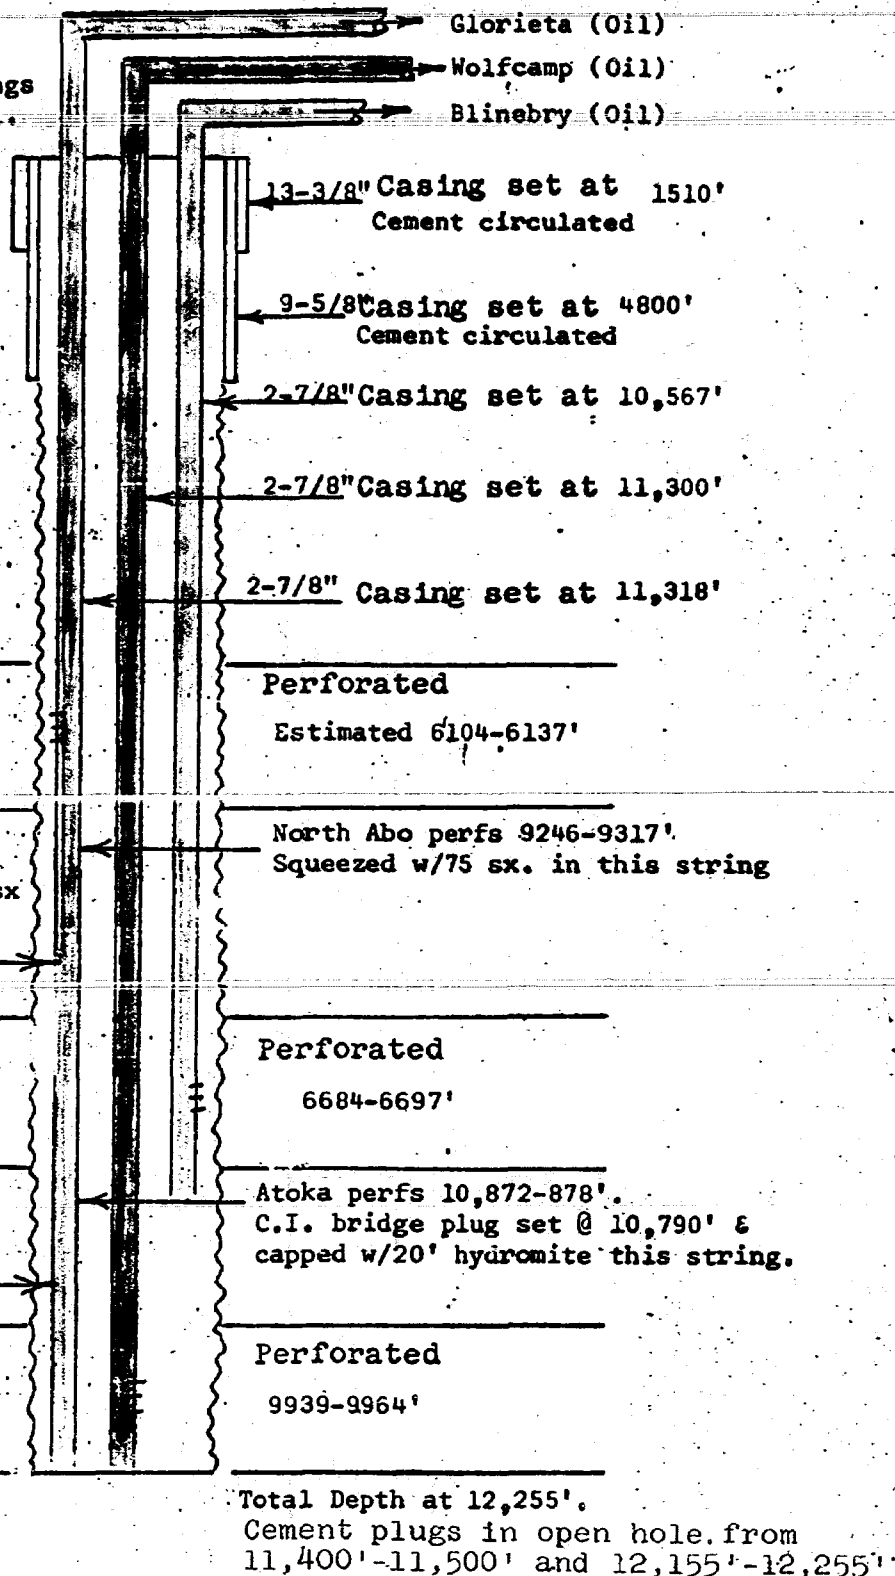 Glorieta (Oil)
Wolfcamp (Oil)
Blinebry (Oil)
13-3/8" Casing set at 1510'
Cement circulated
9-5/8" Casing set at 4800'
Cement circulated
2-7/8" Casing set at 10,567'
2-7/8" Casing set at 11,300'
2-7/8" Casing set at 11,318'
Perforated
Estimated 6104-6137'
North Abo perfs 9246-9317'.
Squeezed w/75 sx. in this string
sx
Perforated
6684-6697'
Atoka perfs 10,872-878'.
C.I. bridge plug set @ 10,790' &
capped w/20' hydromite this string.
Perforated
9939-9964'
Total Depth at 12,255'.
Cement plugs in open hole from
11,400'-11,500' and 12,155'-12,255'